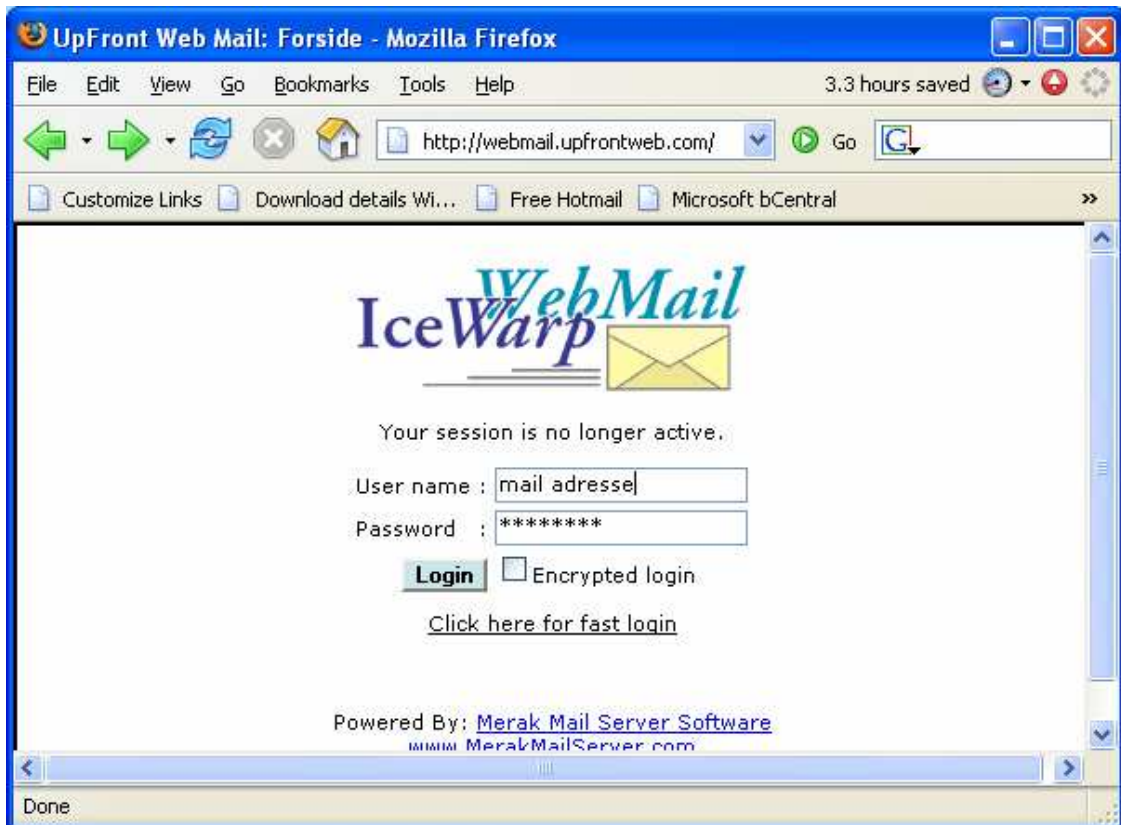 UpFront Web Mail: Forside - Mozilla Firefox
File Edit View Go Bookmarks Tools Help 3.3 hours saved
http://webmail.upfrontweb.com/ Go G
Customize Links Download details Wi... Free Hotmail Microsoft bCentral »
IceWarp WebMail
Your session is no longer active.
User name : mail adresse
Password : ********
Login Encrypted login
Click here for fast login
Powered By: Merak Mail Server Software
www.MerakMailServer.com
Done